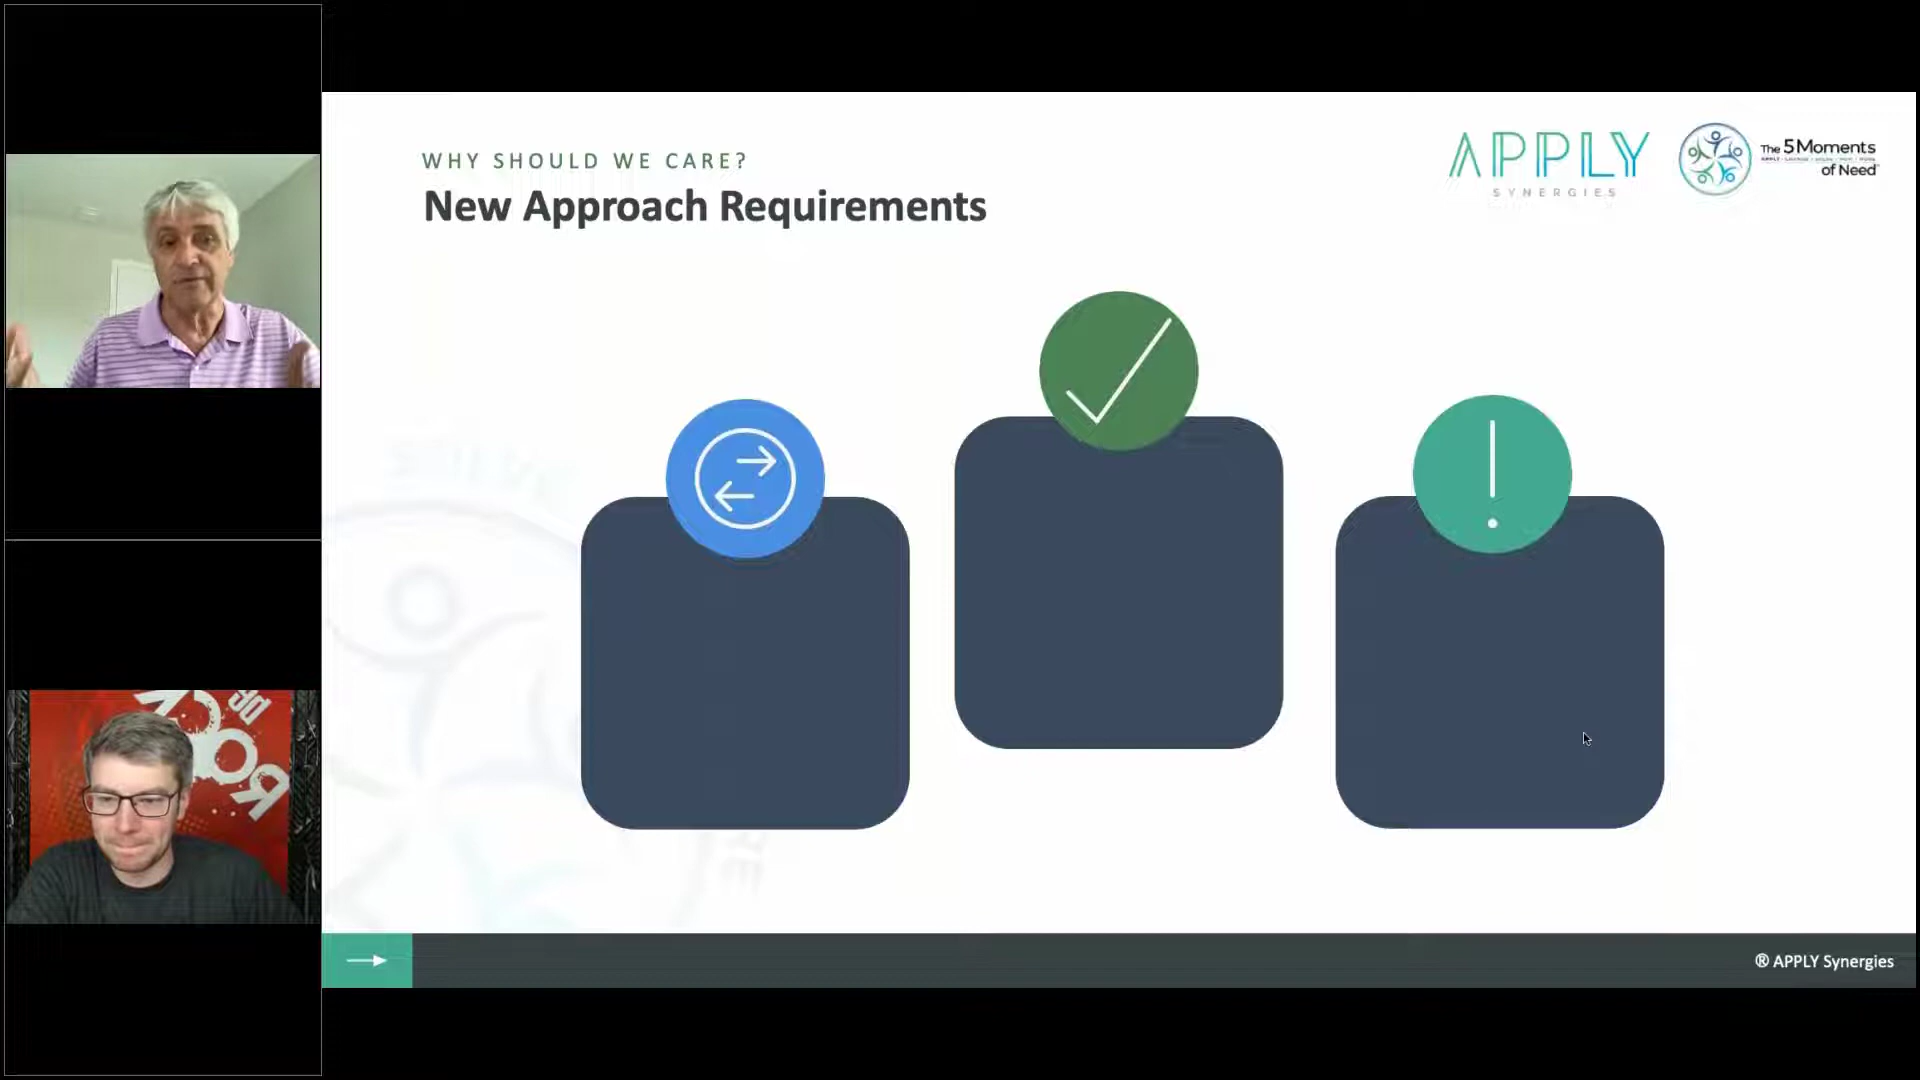 WHY SHOULD WE CARE?
New Approach Requirements
APPLY
SYNERGIES
The 5 Moments
of Need
® APPLY Synergies